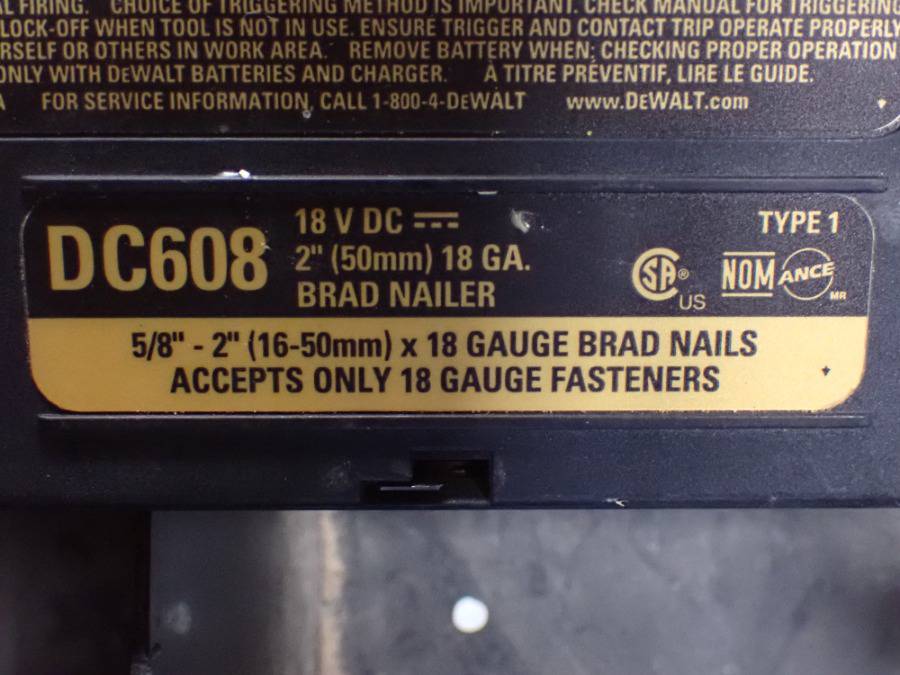 AL FIRING. CHOICE OF TRIGGERING METHOD IS IMPORTANT. CHECK MANUAL FOR TRIGGERING
LOCK-OFF WHEN TOOL IS NOT IN USE. ENSURE TRIGGER AND CONTACT TRIP OPERATE PROPERLY
RSELF OR OTHERS IN WORK AREA. REMOVE BATTERY WHEN: CHECKING PROPER OPERATION
ONLY WITH DEWALT BATTERIES AND CHARGER. À TITRE PRÉVENTIF, LIRE LE GUIDE.
A FOR SERVICE INFORMATION, CALL 1-800-4-DEWALT www.DEWALT.com
DC608
18 V DC
2" (50mm) 18 GA.
BRAD NAILER
TYPE 1
SA® US
NOM ANCE MR
5/8" - 2" (16-50mm) x 18 GAUGE BRAD NAILS
ACCEPTS ONLY 18 GAUGE FASTENERS